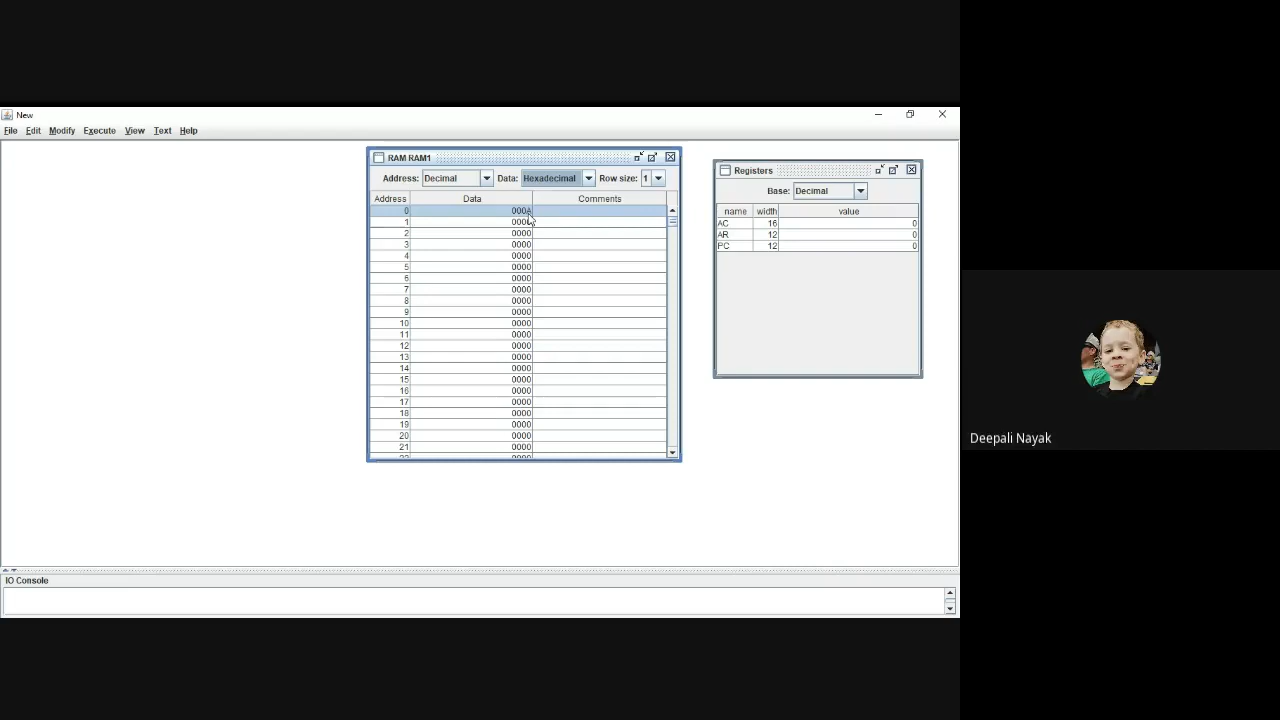 New
File Edit Modify Execute View Text Help
RAM RAM1
Address: Decimal Data: Hexadecimal Row size: 1
Address Data Comments
0 000A
1
2 0000
3 0000
4 0000
5 0000
6 0000
7 0000
8 0000
9 0000
10 0000
11 0000
12 0000
13 0000
14 0000
15 0000
16 0000
17 0000
18 0000
19 0000
20 0000
21 0000
Registers
Base: Decimal
name width value
AC 16 0
AR 12 0
PC 12 0
IO Console
Deepali Nayak